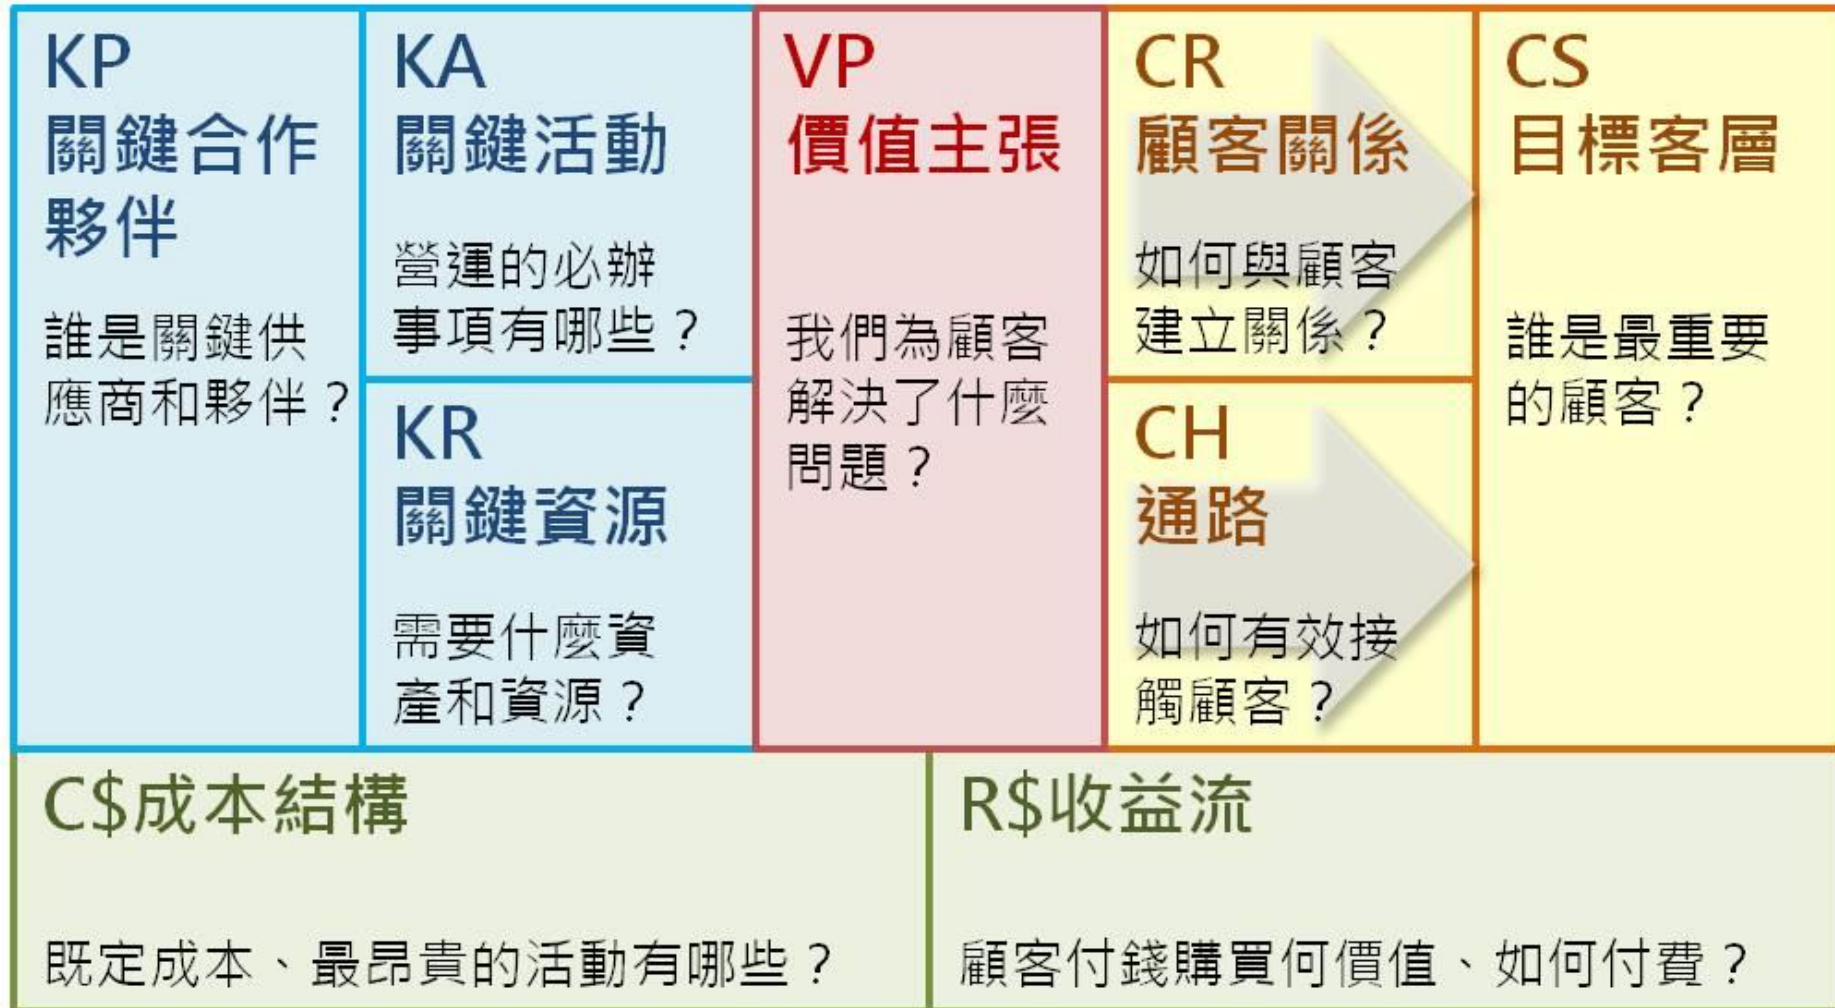 KP
關鍵合作
夥伴
誰是關鍵供
應商和夥伴？
KA
關鍵活動
營運的必辦
事項有哪些？
KR
關鍵資源
需要什麼資
產和資源？
VP
價值主張
我們為顧客
解決了什麼
問題？
CR
顧客關係
如何與顧客
建立關係？
CH
通路
如何有效接
觸顧客？
CS
目標客層
誰是最重要
的顧客？
C$成本結構
既定成本、最昂貴的活動有哪些？
R$收益流
顧客付錢購買何價值、如何付費？